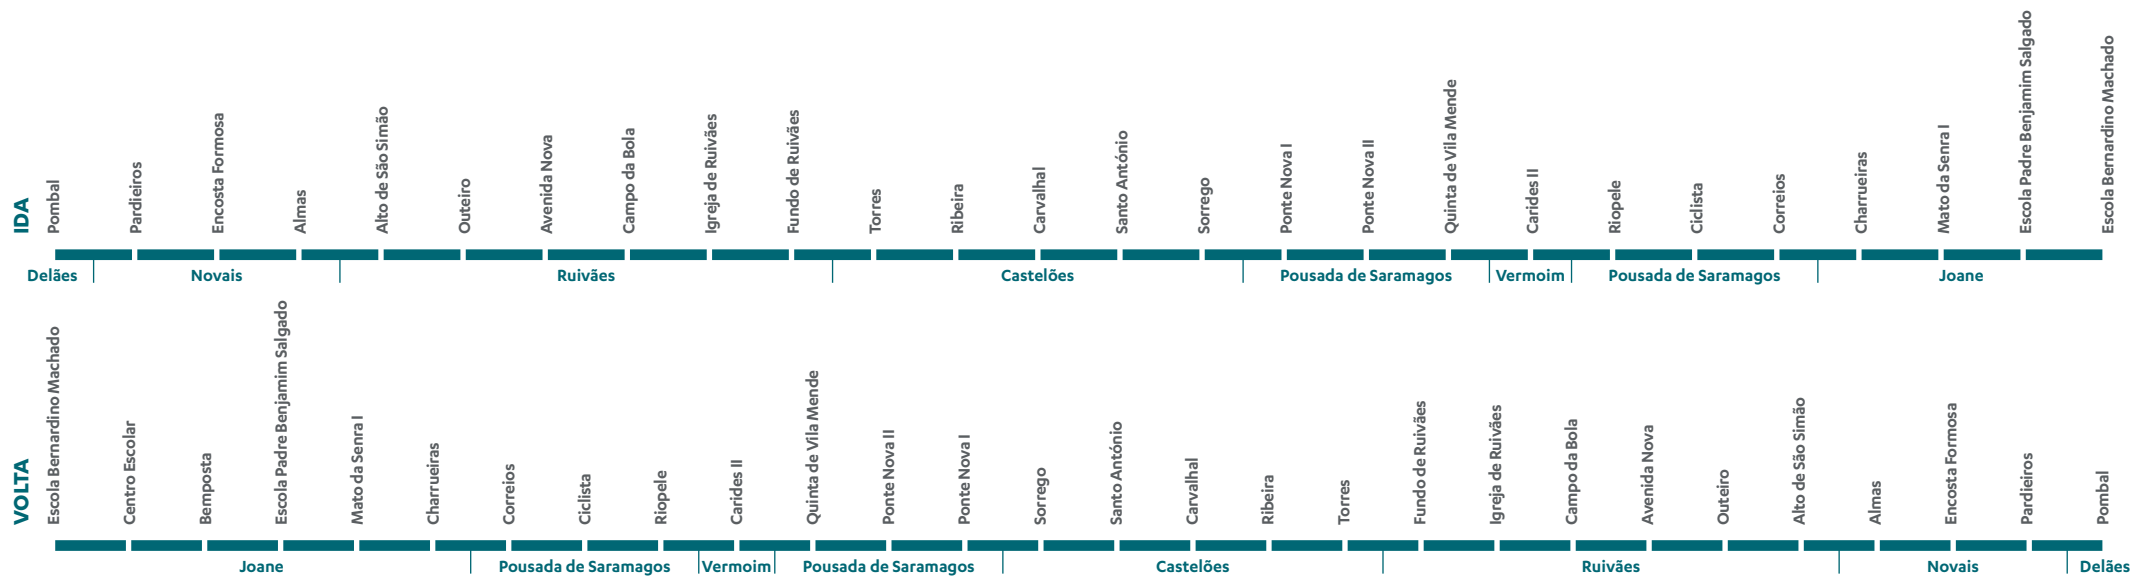 IDA
Pombal
Pardieiros
Encosta Formosa
Almas
Alto de São Simão
Outeiro
Avenida Nova
Campo da Bola
Igreja de Ruivães
Fundo de Ruivães
Torres
Ribeira
Carvalhal
Santo António
Sorrego
Ponte Nova I
Ponte Nova II
Quinta de Vila Mende
Carides II
Riopele
Ciclista
Correios
Charrueiras
Mato da Senra I
Escola Padre Benjamim Salgado
Escola Bernardino Machado
Delães
Novais
Ruivães
Castelões
Pousada de Saramagos
Vermoim
Pousada de Saramagos
Joane
VOLTA
Escola Bernardino Machado
Centro Escolar
Bemposta
Escola Padre Benjamim Salgado
Mato da Senra I
Charrueiras
Correios
Ciclista
Riopele
Carides II
Quinta de Vila Mende
Ponte Nova II
Ponte Nova I
Sorrego
Santo António
Carvalhal
Ribeira
Torres
Fundo de Ruivães
Igreja de Ruivães
Campo da Bola
Avenida Nova
Outeiro
Alto de São Simão
Almas
Encosta Formosa
Pardieiros
Pombal
Joane
Pousada de Saramagos
Vermoim
Pousada de Saramagos
Castelões
Ruivães
Novais
Delães